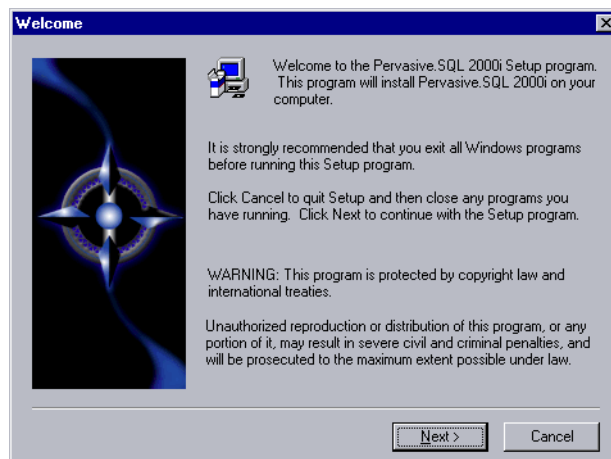 Welcome
Welcome to the Pervasive.SQL 2000i Setup program.
This program will install Pervasive.SQL 2000i on your
computer.
It is strongly recommended that you exit all Windows programs
before running this Setup program.
Click Cancel to quit Setup and then close any programs you
have running. Click Next to continue with the Setup program.
WARNING: This program is protected by copyright law and
international treaties.
Unauthorized reproduction or distribution of this program, or any
portion of it, may result in severe civil and criminal penalties, and
will be prosecuted to the maximum extent possible under law.
Next >
Cancel